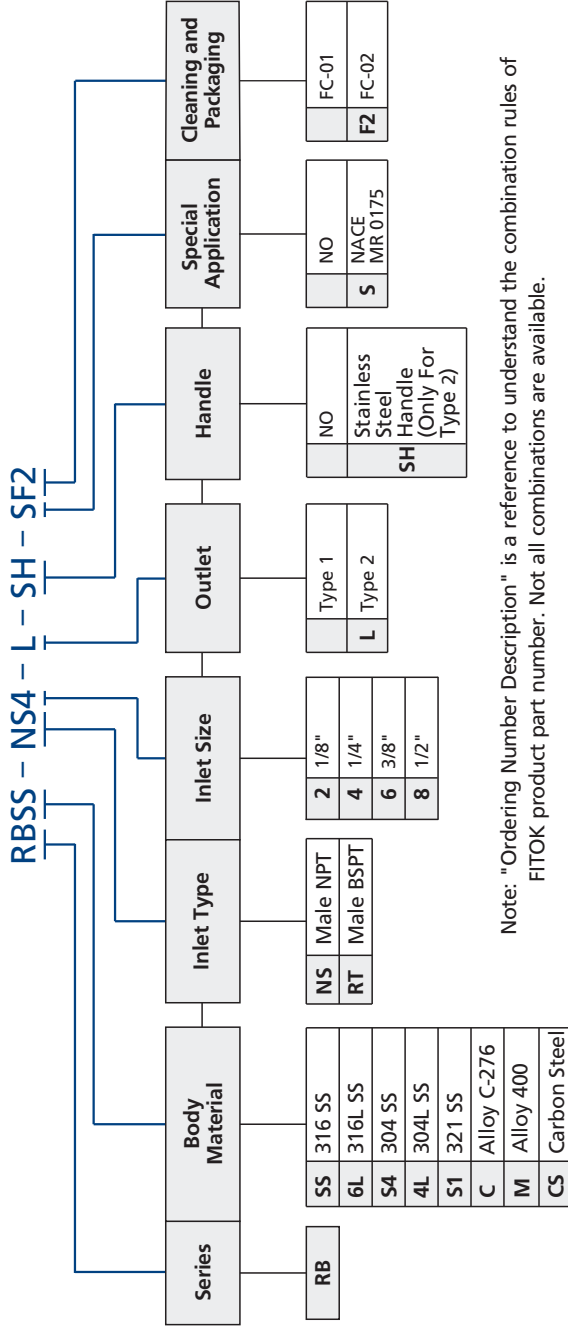 RBSS – NS4 – L – SH – SF2
Series
Body
Material
Inlet Type
Inlet Size
Outlet
Handle
Special
Application
Cleaning and
Packaging
RB
SS 316 SS
6L 316L SS
S4 304 SS
4L 304L SS
S1 321 SS
C Alloy C-276
M Alloy 400
CS Carbon Steel
NS Male NPT
RT Male BSPT
2 1/8"
4 1/4"
6 3/8"
8 1/2"
Type 1
L Type 2
NO
SH Stainless
Steel
Handle
(Only For
Type 2)
NO
S NACE
MR 0175
FC-01
F2 FC-02
Note: "Ordering Number Description" is a reference to understand the combination rules of
FITOK product part number. Not all combinations are available.